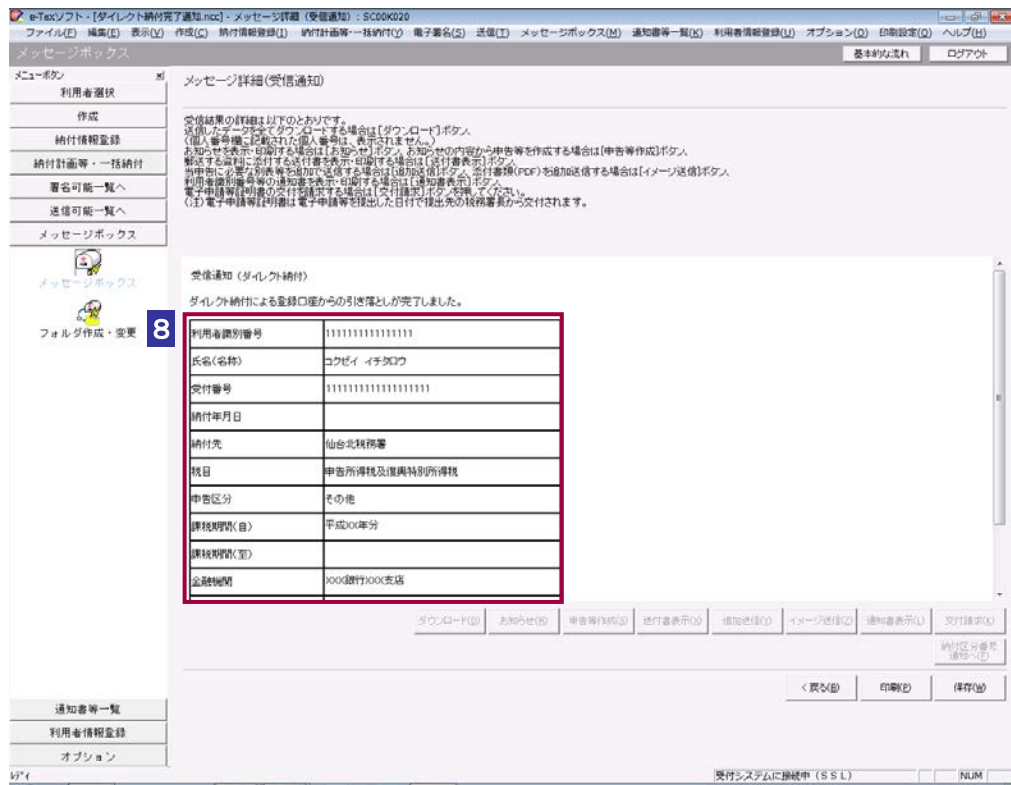 e-Taxソフト - [ダイレクト納付完了通知.ncc] - メッセージ詳細（受信通知）: SC00K020
ファイル(F) 編集(E) 表示(V) 作成(C) 納付情報登録(I) 納付計画等・一括納付(Y) 電子署名(S) 送信(T) メッセージボックス(M) 通知書等一覧(K) 利用者情報登録(U) オプション(O) 印刷設定(Q) ヘルプ(H)
メッセージボックス
基本的な流れ
ログアウト
メニューボタン
利用者選択
作成
納付情報登録
納付計画等・一括納付
署名可能一覧へ
送信可能一覧へ
メッセージボックス
メッセージボックス
フォルダ作成・変更
メッセージ詳細(受信通知)
受信結果の詳細は以下のとおりです。
送信したデータを全てダウンロードする場合は[ダウンロード]ボタン、
（個人番号欄に記載された個人番号は、表示されません。）
お知らせを表示・印刷する場合は[お知らせ]ボタン、お知らせの内容から申告等を作成する場合は[申告等作成]ボタン、
郵送する資料に添付する送付書を表示・印刷する場合は[送付書表示]ボタン、
当申告に必要な別表等を追加で送信する場合は[追加送信]ボタン、添付書類(PDF)を追加送信する場合は[イメージ送信]ボタン、
利用者識別番号等の通知書を表示・印刷する場合は[通知書表示]ボタン、
電子申請等証明書の交付を請求する場合は[交付請求]ボタンを押してください。
（注）電子申請等証明書は電子申請等を提出した日付で提出先の税務署長から交付されます。
受信通知（ダイレクト納付）
ダイレクト納付による登録口座からの引き落としが完了しました。
8
利用者識別番号 1111111111111111
氏名(名称) コクゼイ イチタロウ
受付番号 1111111111111111111
納付年月日
納付先 仙台北税務署
税目 申告所得税及復興特別所得税
申告区分 その他
課税期間(自) 平成XX年分
課税期間(至)
金融機関 XXX銀行XXX支店
ダウンロード(D) お知らせ(R) 申告等作成(S) 送付書表示(X) 追加送信(Y) イメージ送信(Z) 通知書表示(L) 交付請求(K)
納付区分番号
通知へ(F)
< 戻る(B) 印刷(P) 保存(W)
通知書等一覧
利用者情報登録
オプション
ﾚﾃﾞｨ
受付システムに接続中（ＳＳＬ）
NUM